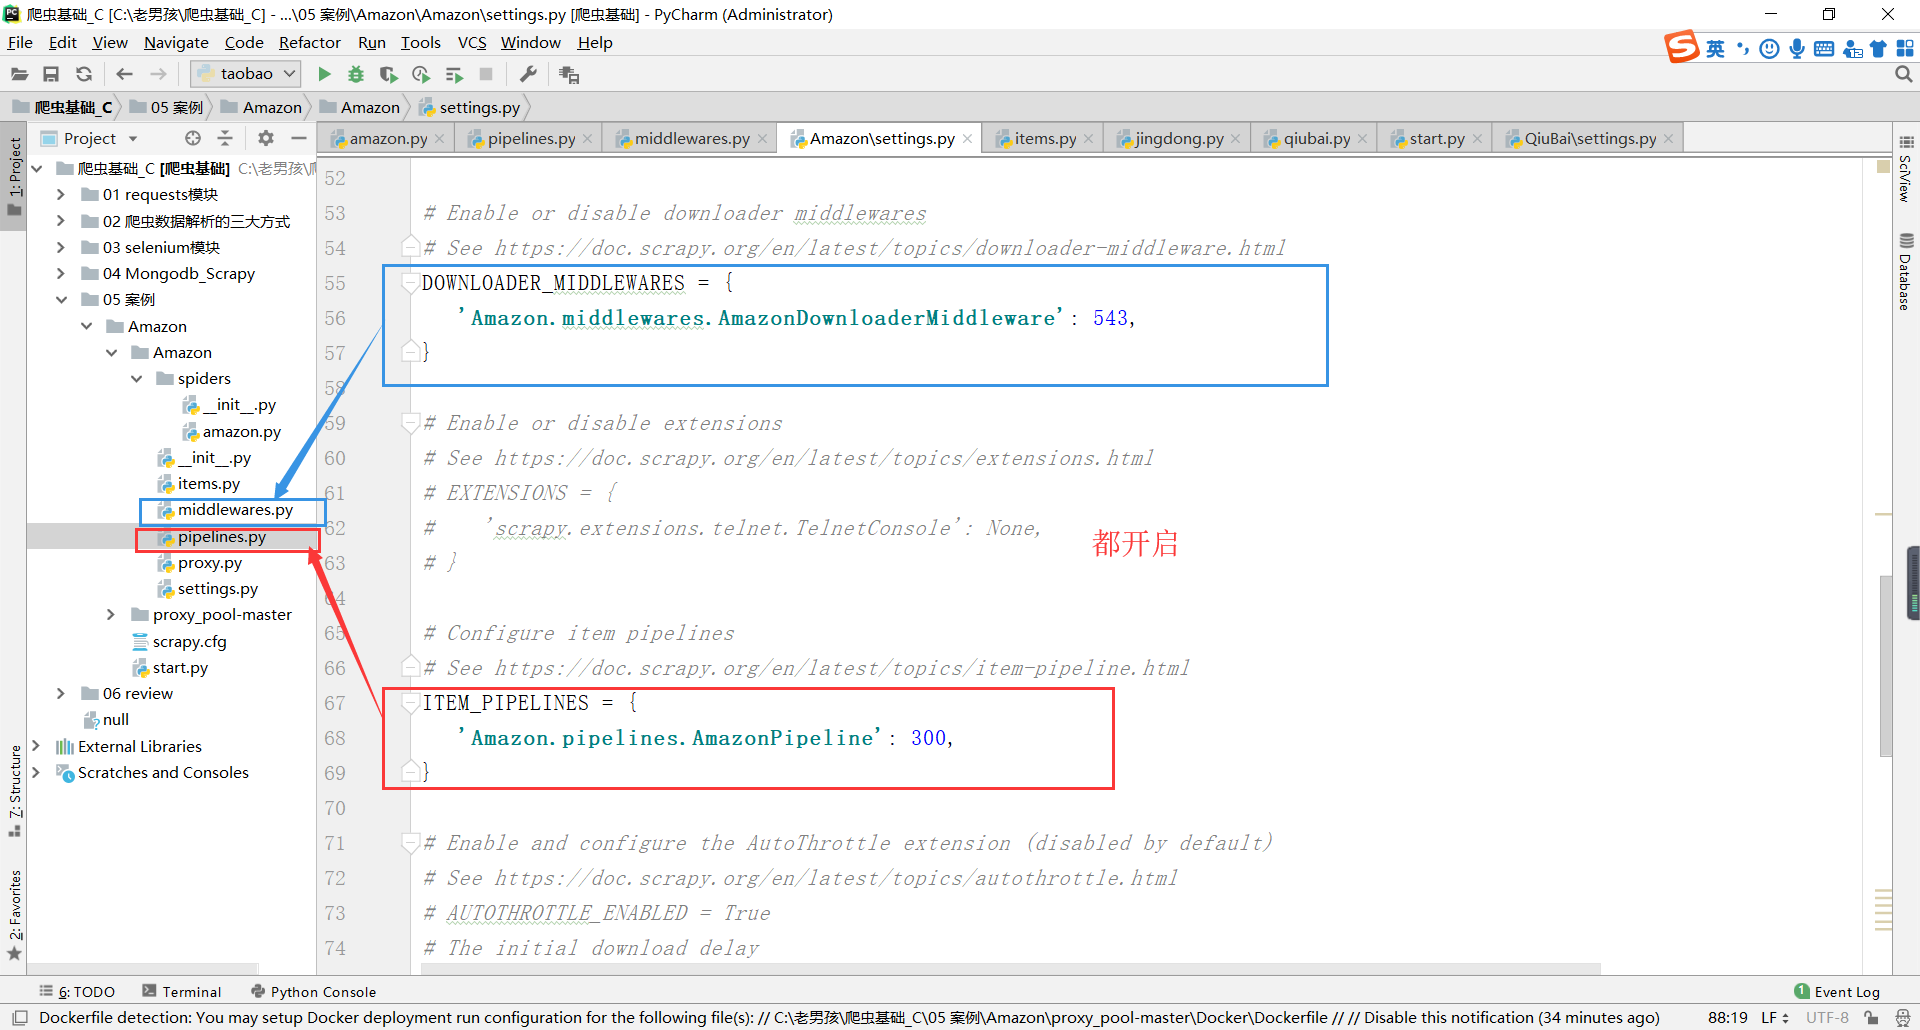 爬虫基础_C [C:\老男孩\爬虫基础_C] - ...\05 案例\Amazon\Amazon\settings.py [爬虫基础] - PyCharm (Administrator)
File Edit View Navigate Code Refactor Run Tools VCS Window Help
英
taobao
爬虫基础_C 05 案例 Amazon Amazon settings.py
Project
amazon.py pipelines.py middlewares.py Amazon\settings.py items.py jingdong.py qiubai.py start.py QiuBai\settings.py
1: Project
7: Structure
2: Favorites
爬虫基础_C [爬虫基础] C:\老男孩\
01 requests模块
02 爬虫数据解析的三大方式
03 selenium模块
04 Mongodb_Scrapy
05 案例
Amazon
Amazon
spiders
__init__.py
amazon.py
__init__.py
items.py
middlewares.py
pipelines.py
proxy.py
settings.py
proxy_pool-master
scrapy.cfg
start.py
06 review
null
External Libraries
Scratches and Consoles
52
53 # Enable or disable downloader middlewares
54 # See https://doc.scrapy.org/en/latest/topics/downloader-middleware.html
55 DOWNLOADER_MIDDLEWARES = {
56 'Amazon.middlewares.AmazonDownloaderMiddleware': 543,
57 }
58
59 # Enable or disable extensions
60 # See https://doc.scrapy.org/en/latest/topics/extensions.html
61 # EXTENSIONS = {
62 # 'scrapy.extensions.telnet.TelnetConsole': None,
63 # }
64
65 # Configure item pipelines
66 # See https://doc.scrapy.org/en/latest/topics/item-pipeline.html
67 ITEM_PIPELINES = {
68 'Amazon.pipelines.AmazonPipeline': 300,
69 }
70
71 # Enable and configure the AutoThrottle extension (disabled by default)
72 # See https://doc.scrapy.org/en/latest/topics/autothrottle.html
73 # AUTOTHROTTLE_ENABLED = True
74 # The initial download delay
都开启
SciView
Database
6: TODO Terminal Python Console
1 Event Log
Dockerfile detection: You may setup Docker deployment run configuration for the following file(s): // C:\老男孩\爬虫基础_C\05 案例\Amazon\proxy_pool-master\Docker\Dockerfile // // Disable this notification (34 minutes ago)
88:19 LF UTF-8